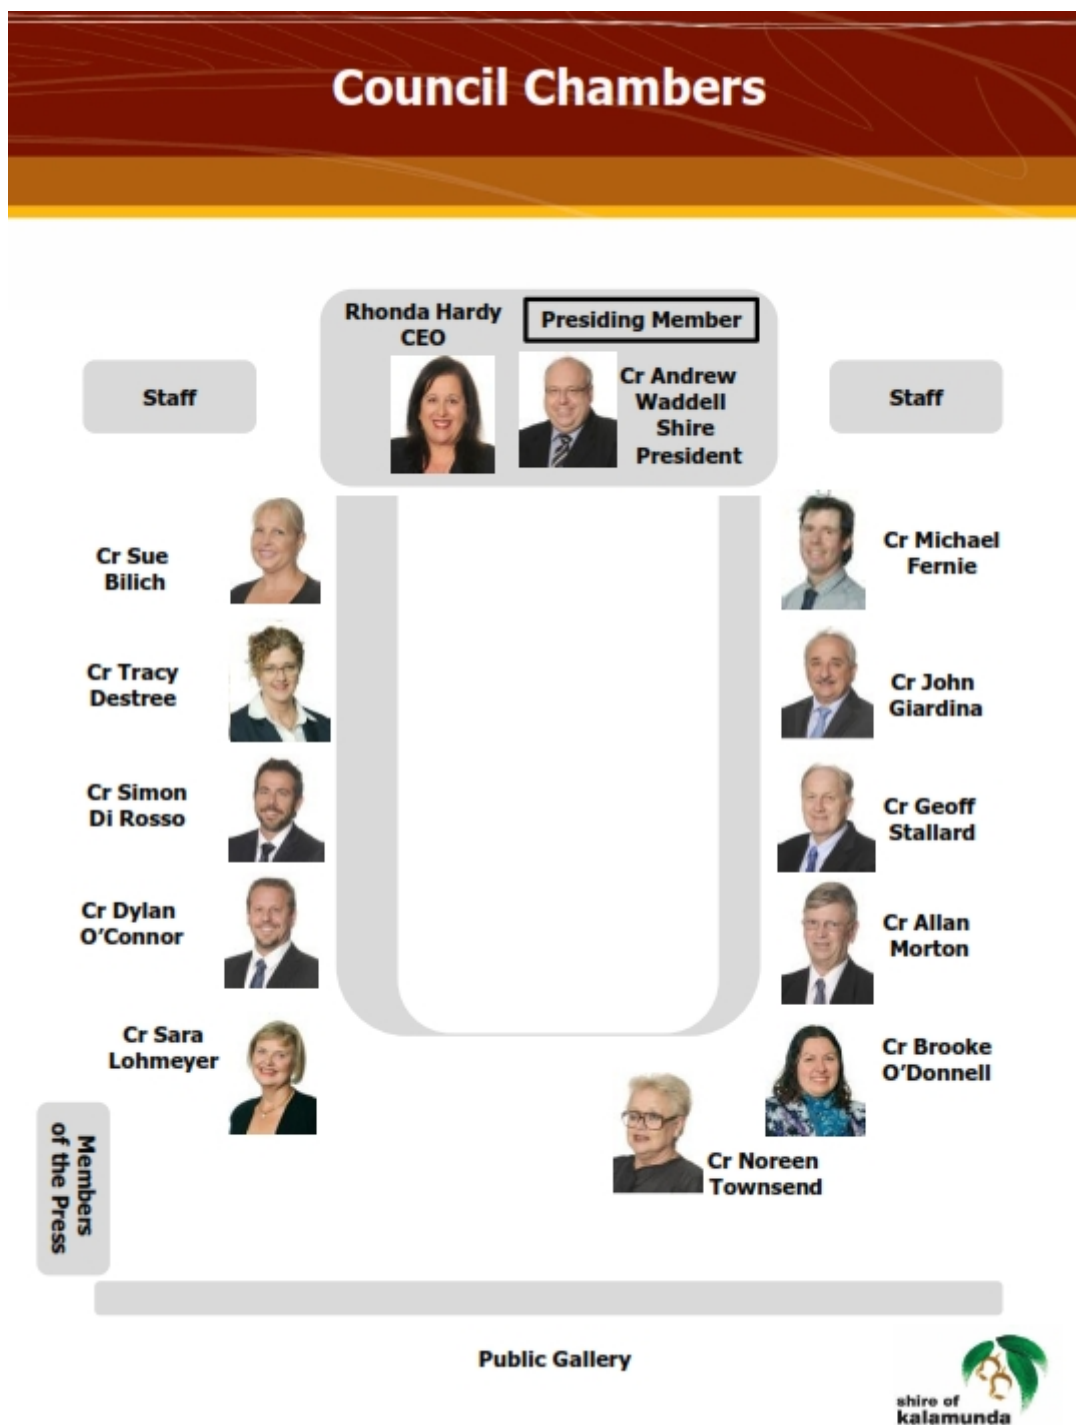 Council Chambers
Rhonda Hardy
CEO
Presiding Member
Cr Andrew
Waddell
Shire
President
Staff
Staff
Cr Sue
Bilich
Cr Tracy
Destree
Cr Simon
Di Rosso
Cr Dylan
O'Connor
Cr Sara
Lohmeyer
Cr Michael
Fernie
Cr John
Giardina
Cr Geoff
Stallard
Cr Allan
Morton
Cr Brooke
O'Donnell
Cr Noreen
Townsend
Members
of the Press
Public Gallery
shire of
kalamunda